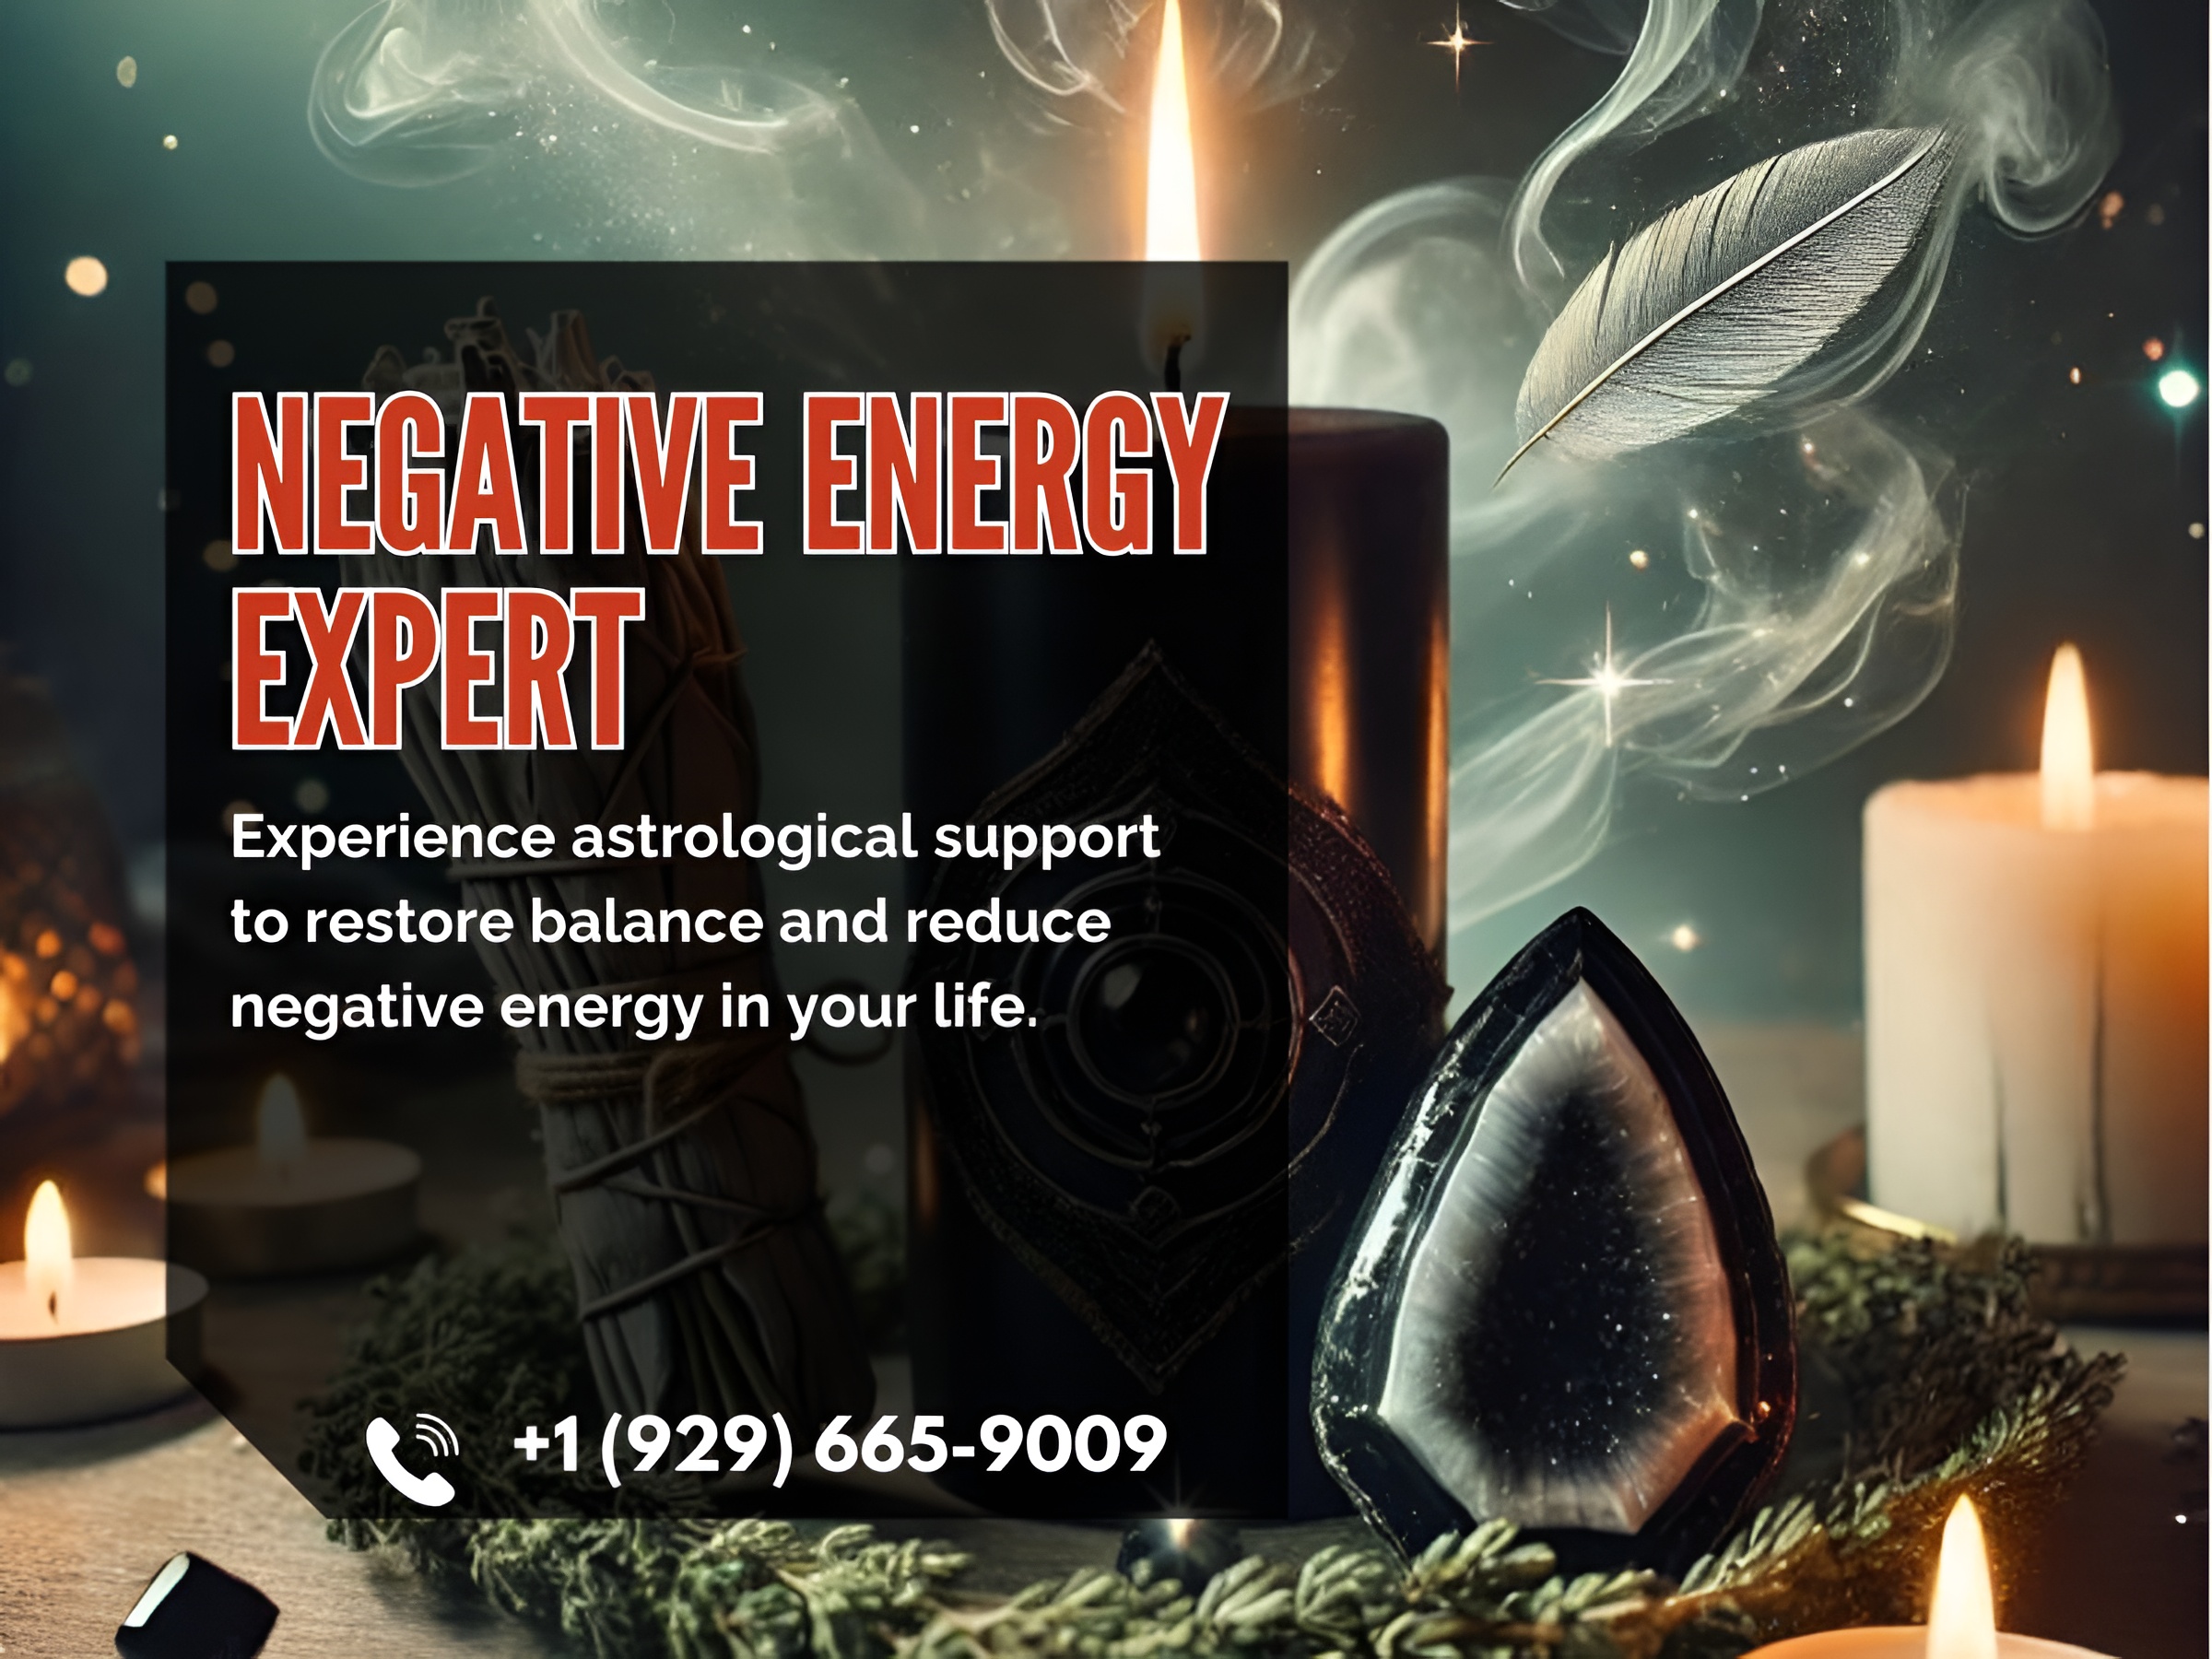 NEGATIVE ENERGY
EXPERT
Experience astrological support
to restore balance and reduce
negative energy in your life.
+1 (929) 665-9009